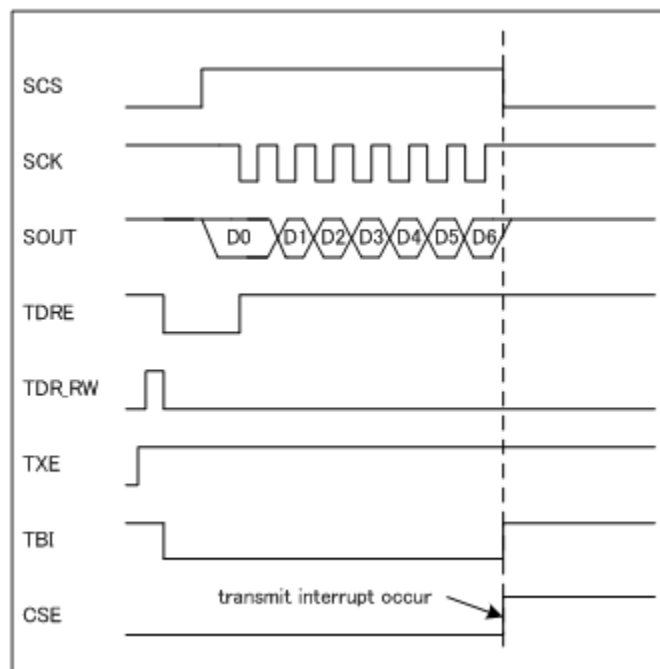 SCS
SCK
SOUT D0 D1 D2 D3 D4 D5 D6
TDRE
TDR_RW
TXE
TBI
transmit interrupt occur
CSE